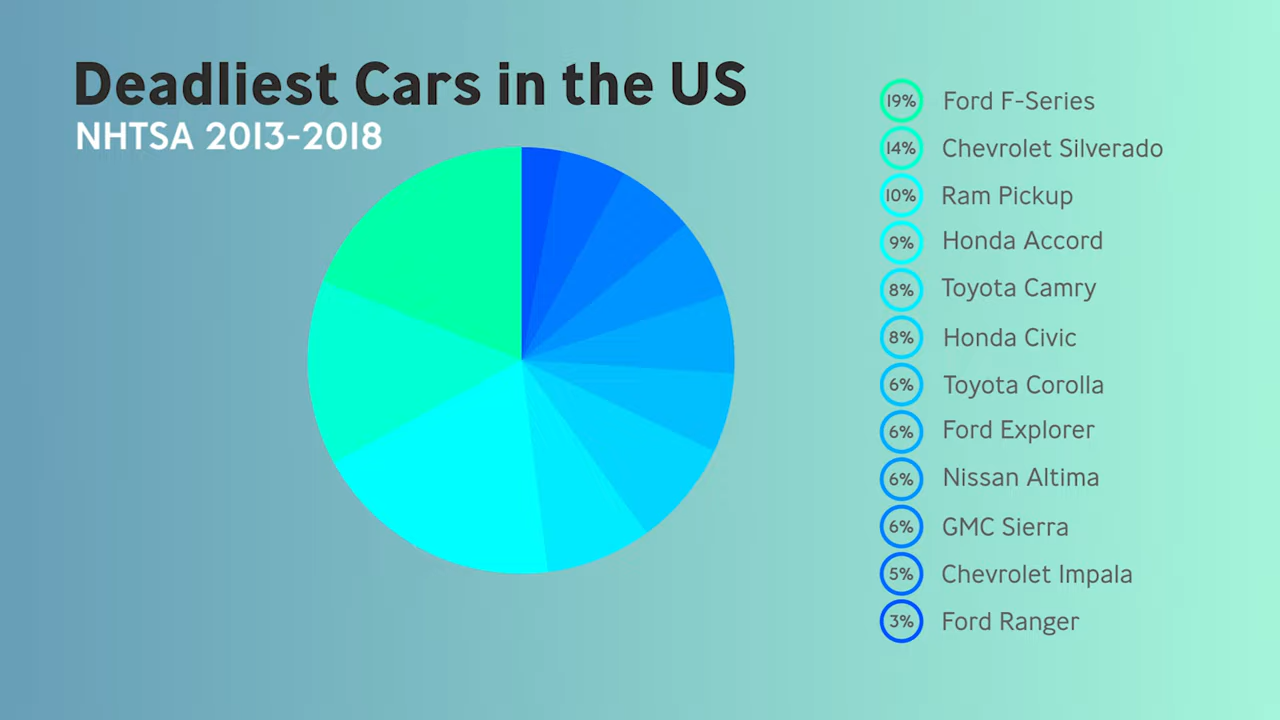 Deadliest Cars in the US
NHTSA 2013-2018
19% Ford F-Series
14% Chevrolet Silverado
10% Ram Pickup
9% Honda Accord
8% Toyota Camry
8% Honda Civic
6% Toyota Corolla
6% Ford Explorer
6% Nissan Altima
6% GMC Sierra
5% Chevrolet Impala
3% Ford Ranger